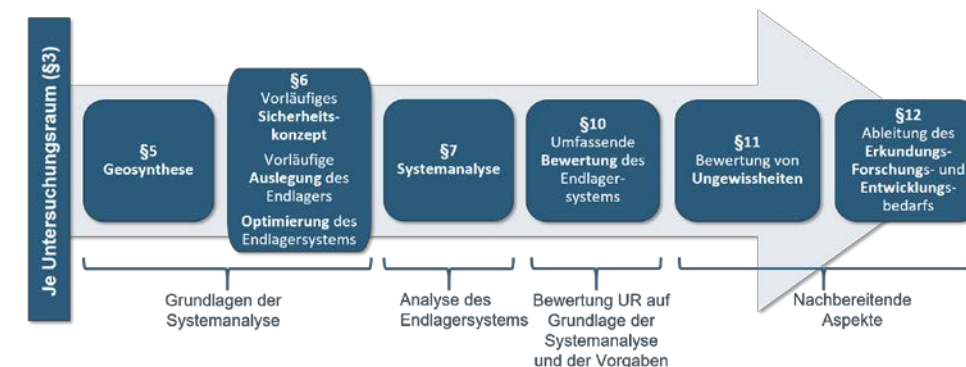 Je Untersuchungsraum (§3)
§5
Geosynthese
§6
Vorläufiges
Sicherheits-
konzept
Vorläufige
Auslegung des
Endlagers
Optimierung des
Endlagersystems
§7
Systemanalyse
§10
Umfassende
Bewertung des
Endlager-
systems
§11
Bewertung von
Ungewissheiten
§12
Ableitung des
Erkundungs-
Forschungs- und
Entwicklungs-
bedarfs
Grundlagen der
Systemanalyse
Analyse des
Endlagersystems
Bewertung UR auf
Grundlage der
Systemanalyse
und der Vorgaben
Nachbereitende
Aspekte